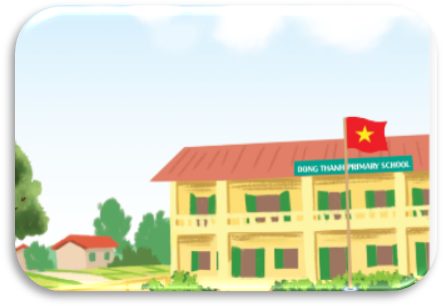 DONG THANH PRIMARY SCHOOL